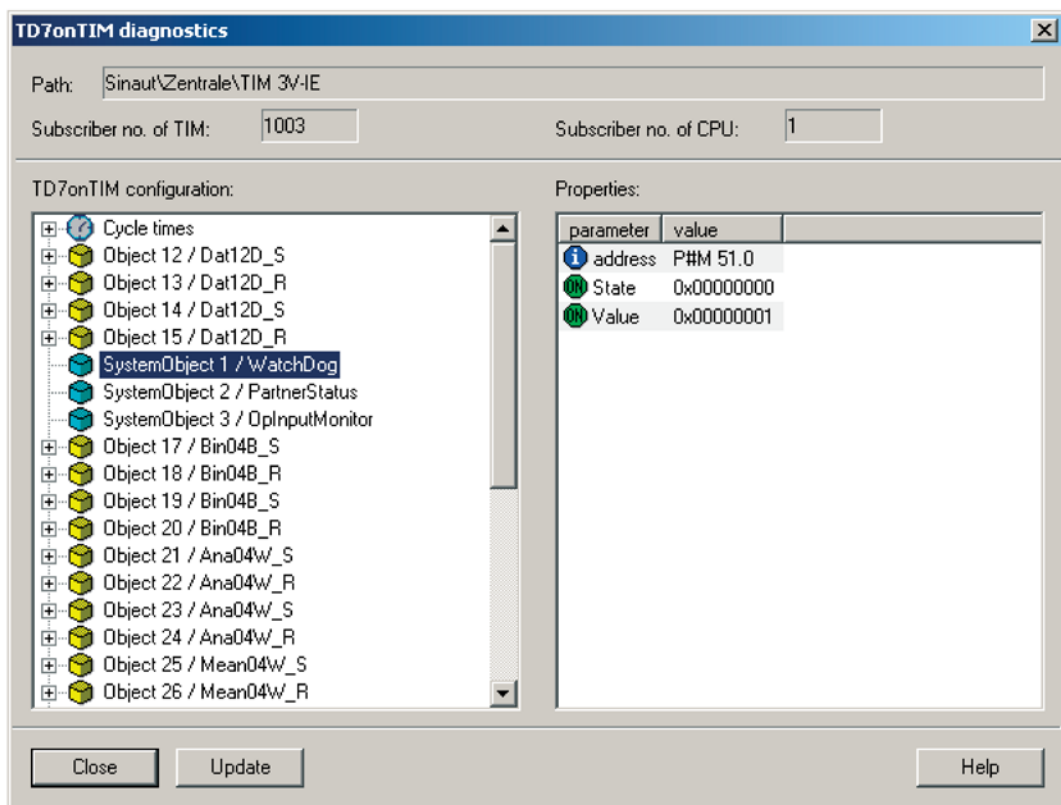 TD7onTIM diagnostics
Path: Sinaut\Zentrale\TIM 3V-IE
Subscriber no. of TIM: 1003 Subscriber no. of CPU: 1
TD7onTIM configuration:
Cycle times
Object 12 / Dat12D_S
Object 13 / Dat12D_R
Object 14 / Dat12D_S
Object 15 / Dat12D_R
SystemObject 1 / WatchDog
SystemObject 2 / PartnerStatus
SystemObject 3 / OpInputMonitor
Object 17 / Bin04B_S
Object 18 / Bin04B_R
Object 19 / Bin04B_S
Object 20 / Bin04B_R
Object 21 / Ana04W_S
Object 22 / Ana04W_R
Object 23 / Ana04W_S
Object 24 / Ana04W_R
Object 25 / Mean04W_S
Object 26 / Mean04W_R
Properties:
parameter value
i address P#M 51.0
ON State 0x00000000
ON Value 0x00000001
Close Update Help